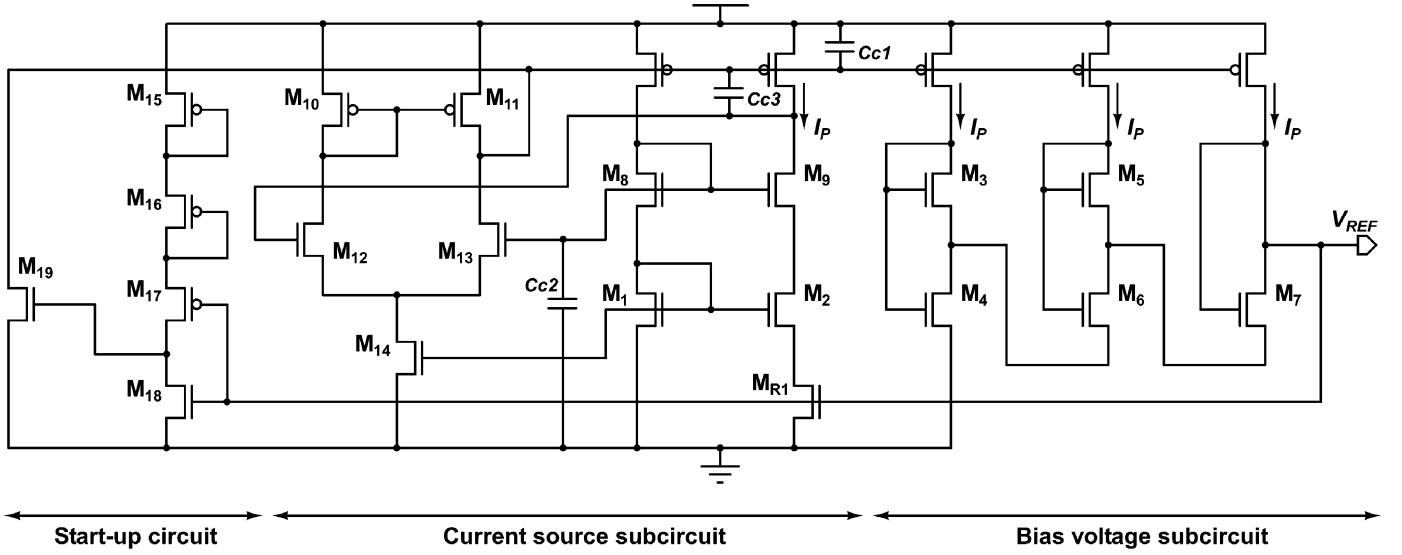 Cc1
M15
M10
M11
Cc3
IP
IP
IP
IP
M16
M8
M9
M3
M5
VREF
M12
M13
M19
Cc2
M17
M1
M2
M4
M6
M7
M14
M18
MR1
Start-up circuit
Current source subcircuit
Bias voltage subcircuit